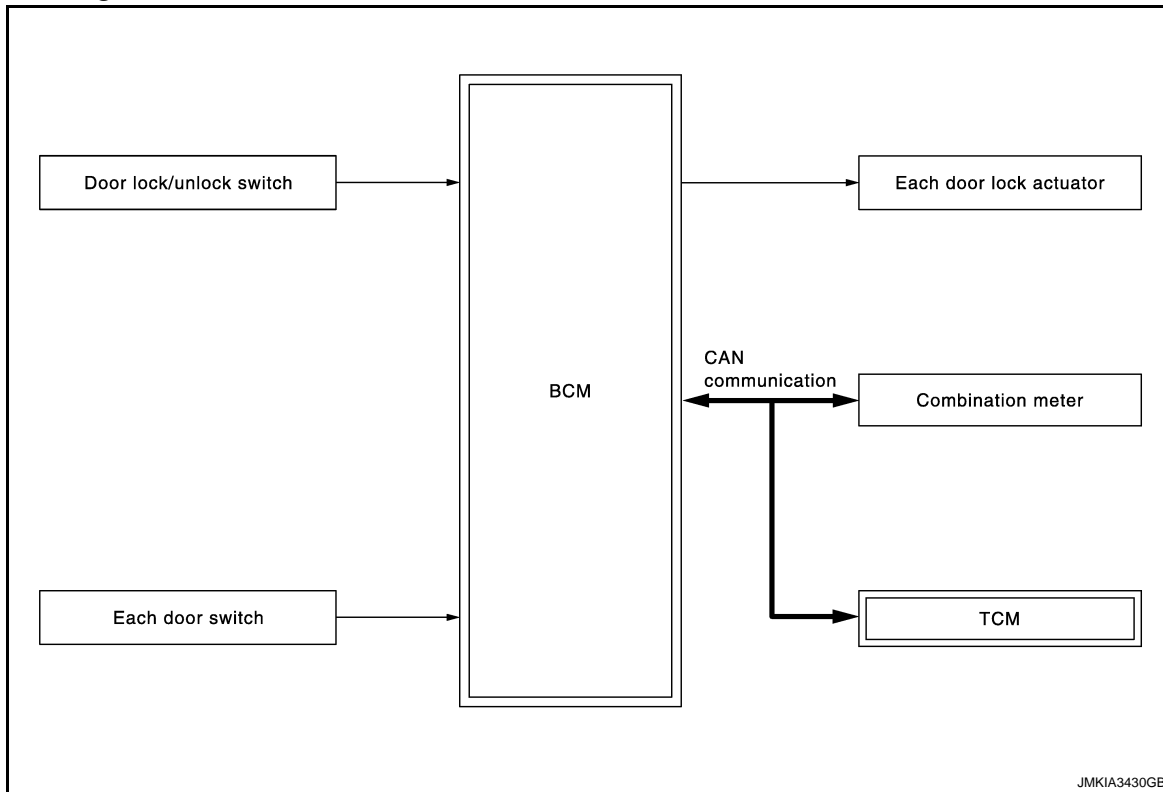 Door lock/unlock switch
Each door lock actuator
CAN
communication
BCM
Combination meter
Each door switch
TCM
JMKIA3430GB